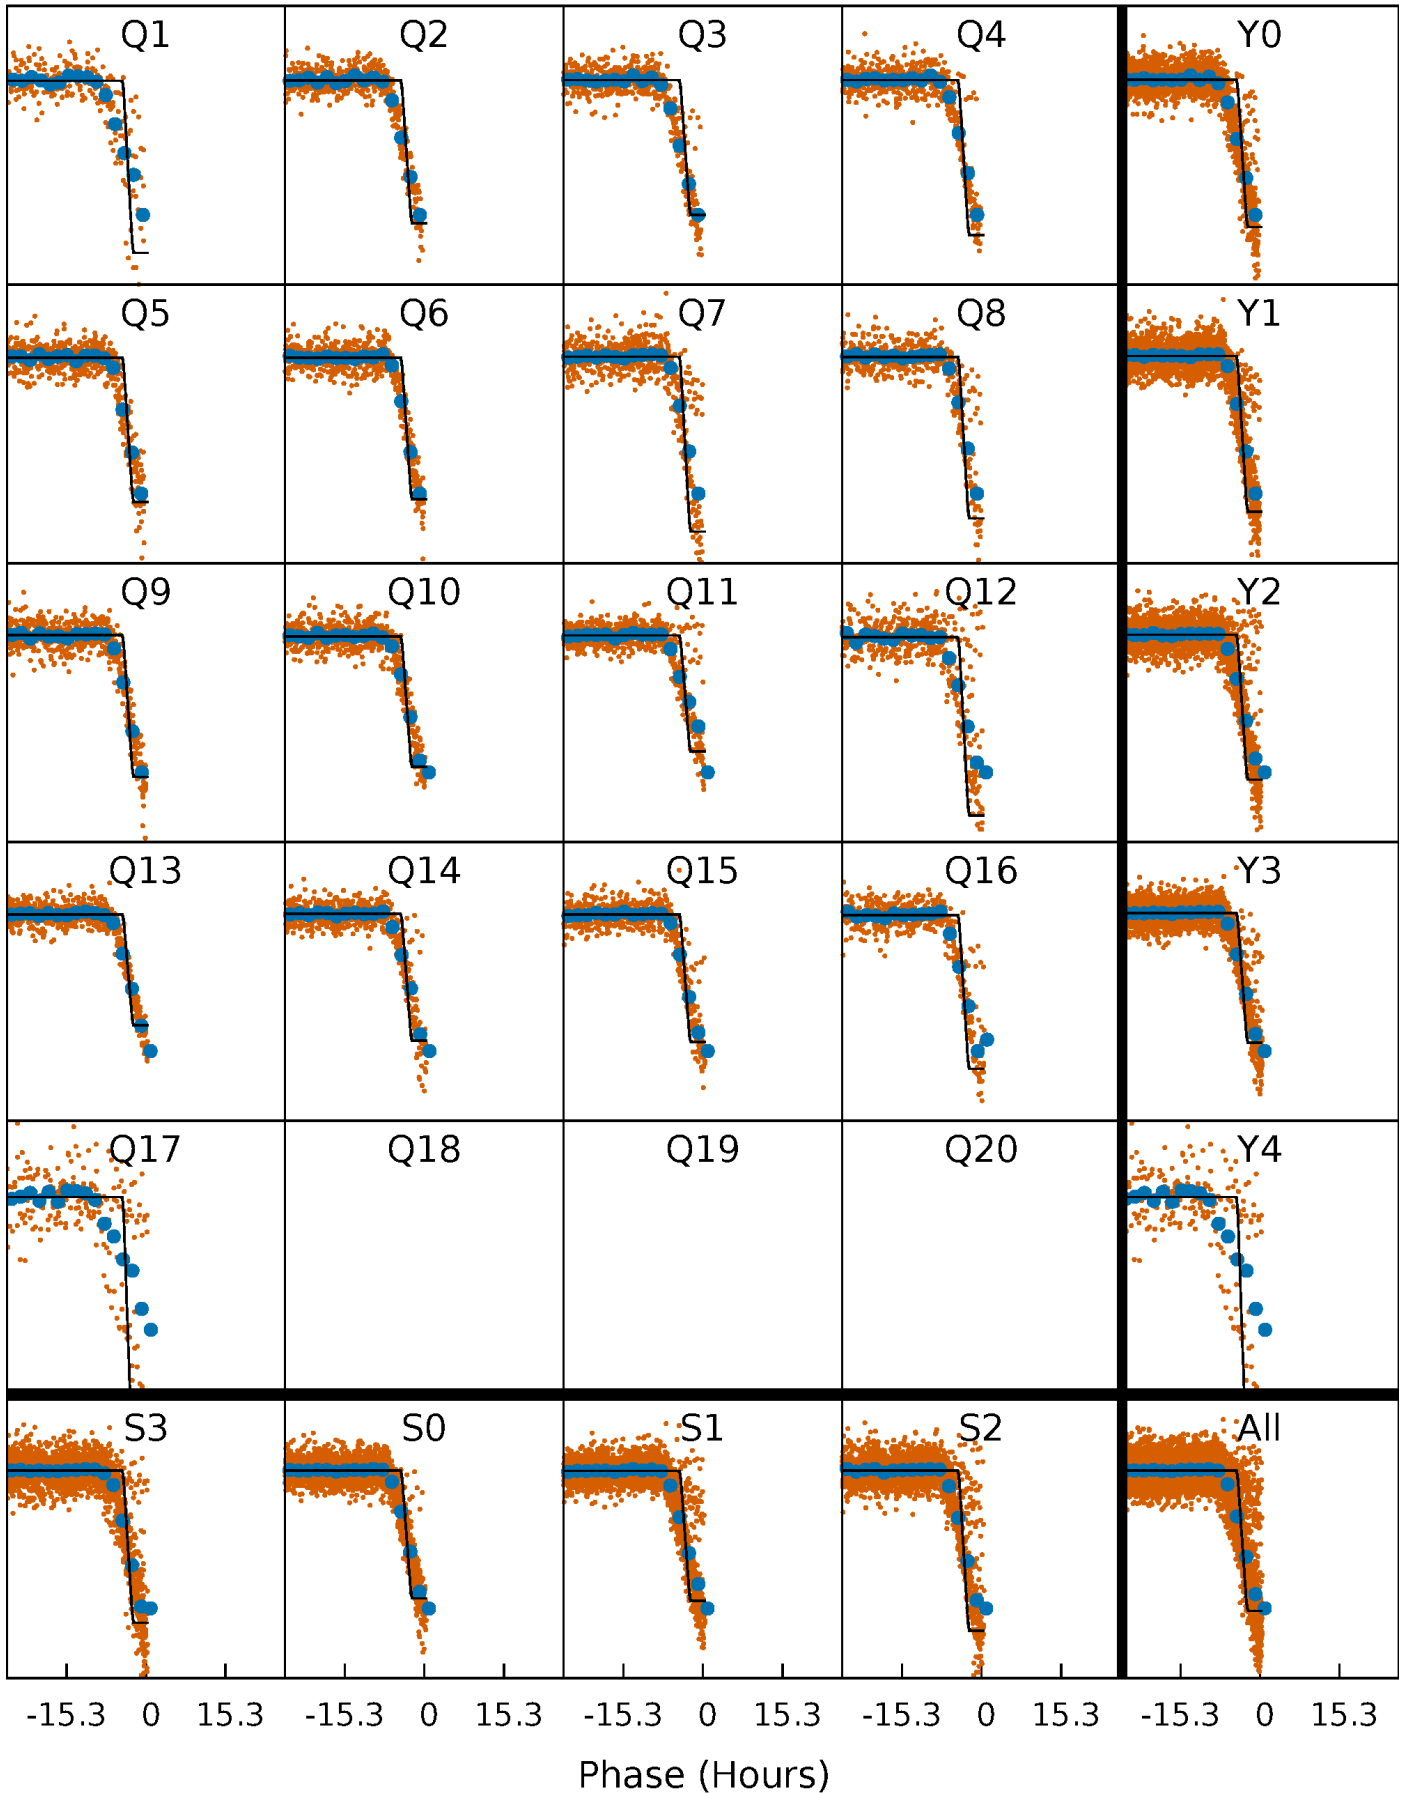 Q1 Q2 Q3 Q4 Y0
Q5 Q6 Q7 Q8 Y1
Q9 Q10 Q11 Q12 Y2
Q13 Q14 Q15 Q16 Y3
Q17 Q18 Q19 Q20 Y4
S3 S0 S1 S2 All
-15.3 0 15.3 -15.3 0 15.3 -15.3 0 15.3 -15.3 0 15.3 -15.3 0 15.3
Phase (Hours)